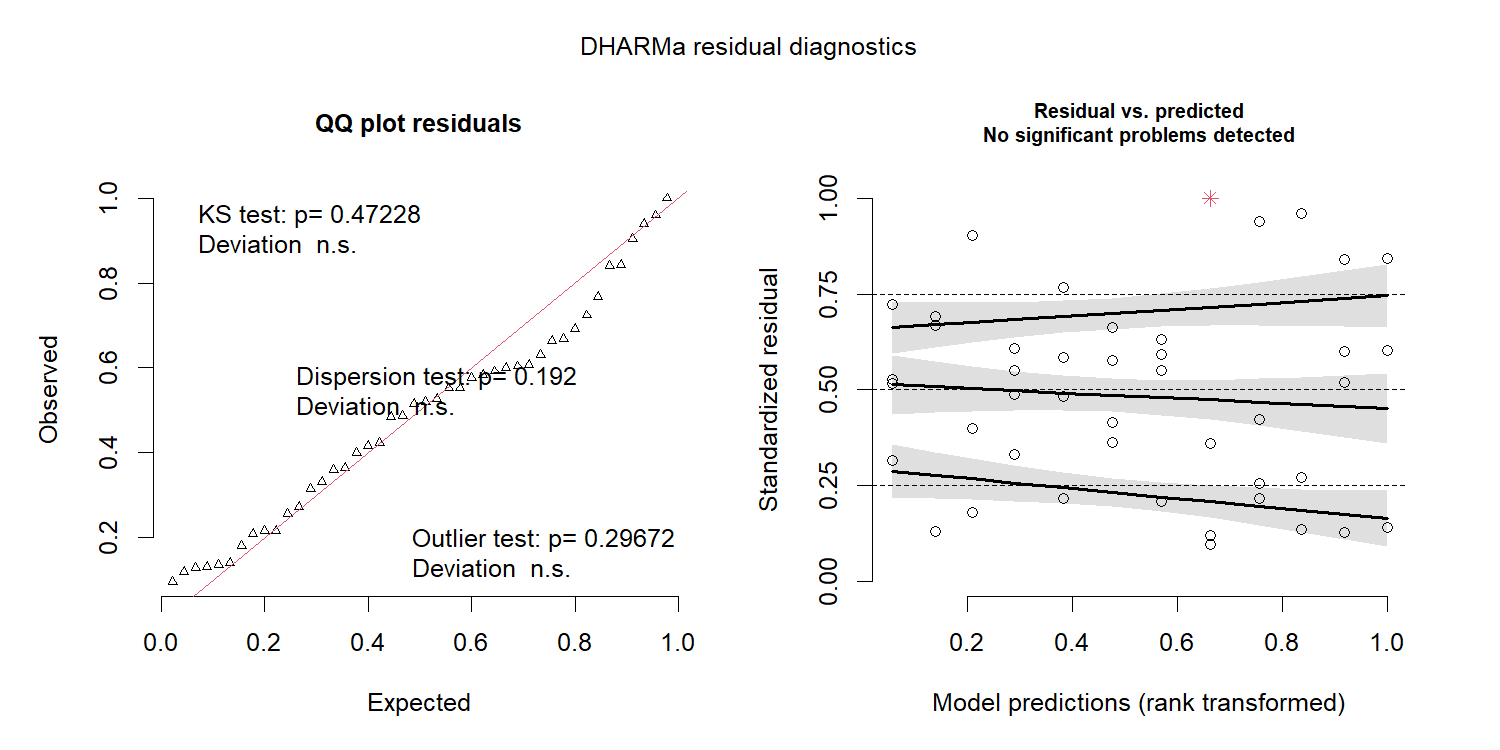 DHARMa residual diagnostics
QQ plot residuals
KS test: p= 0.47228
Deviation  n.s.
Dispersion test: p= 0.192
Deviation  n.s.
Outlier test: p= 0.29672
Deviation  n.s.
Observed
1.0
0.8
0.6
0.4
0.2
0.0
0.2
0.4
0.6
0.8
1.0
Expected
Residual vs. predicted
No significant problems detected
Standardized residual
1.00
0.75
0.50
0.25
0.00
0.2
0.4
0.6
0.8
1.0
Model predictions (rank transformed)